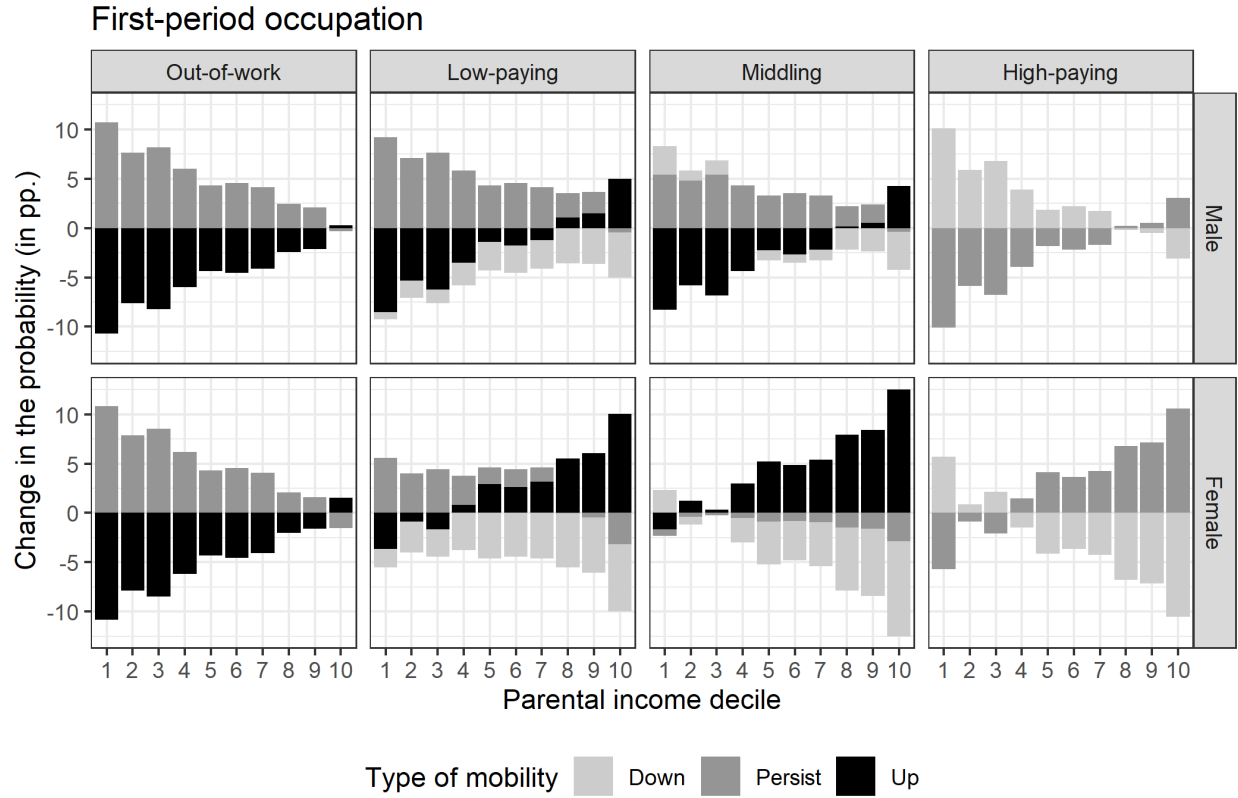 First-period occupation
Out-of-work Low-paying Middling High-paying
Change in the probability (in pp.)
10
5
0
-5
-10
Male
10
5
0
-5
-10
Female
1 2 3 4 5 6 7 8 9 10 1 2 3 4 5 6 7 8 9 10 1 2 3 4 5 6 7 8 9 10 1 2 3 4 5 6 7 8 9 10
Parental income decile
Type of mobility Down Persist Up